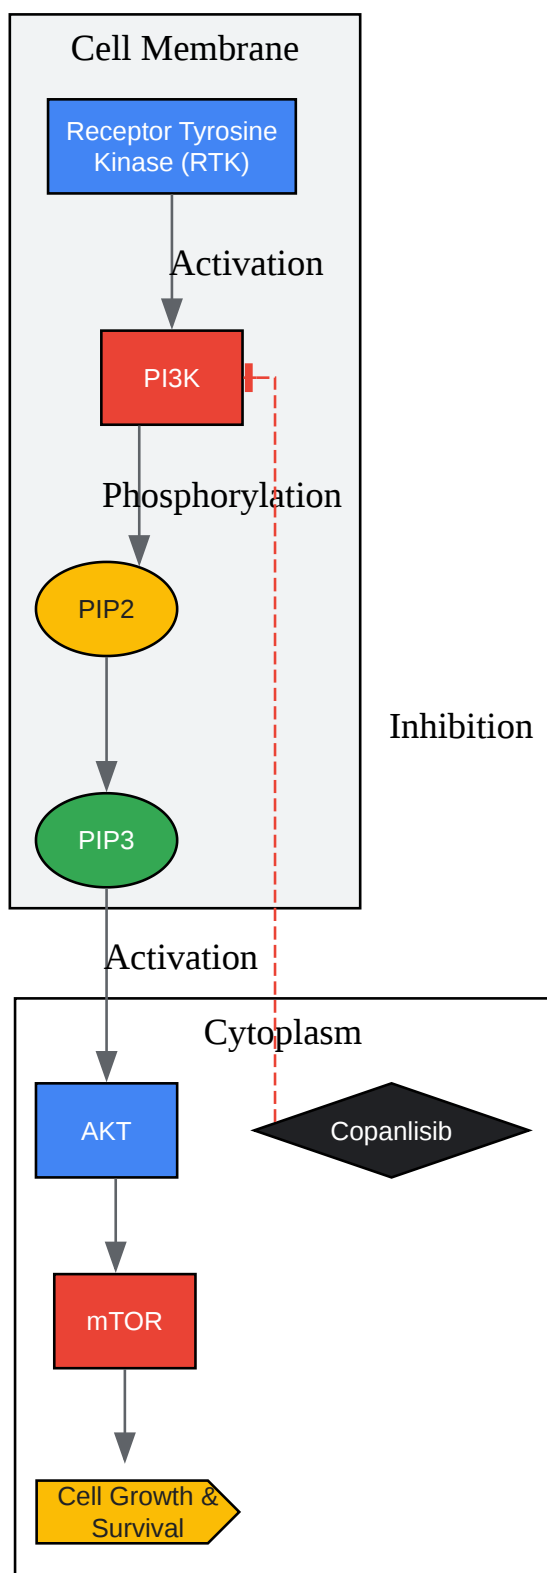 Cell Membrane
Receptor Tyrosine
Kinase (RTK)
Activation
PI3K
Phosphorylation
PIP2
Inhibition
PIP3
Activation
Cytoplasm
AKT
Copanlisib
mTOR
Cell Growth &
Survival